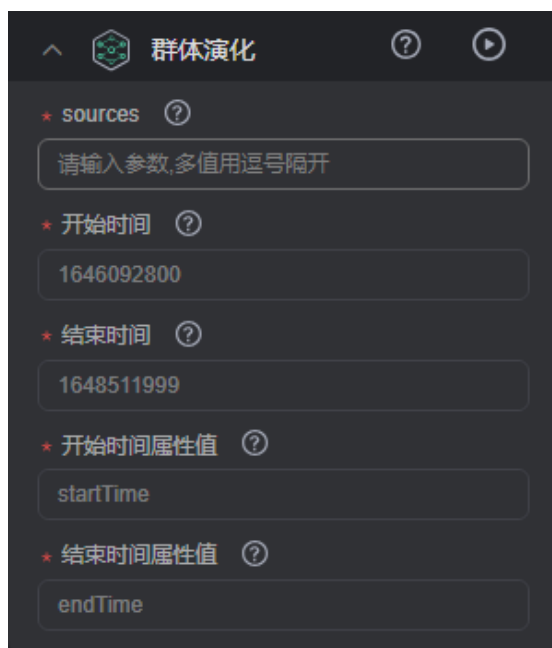 群体演化
* sources
请输入参数,多值用逗号隔开
* 开始时间
1646092800
* 结束时间
1648511999
* 开始时间属性值
startTime
* 结束时间属性值
endTime